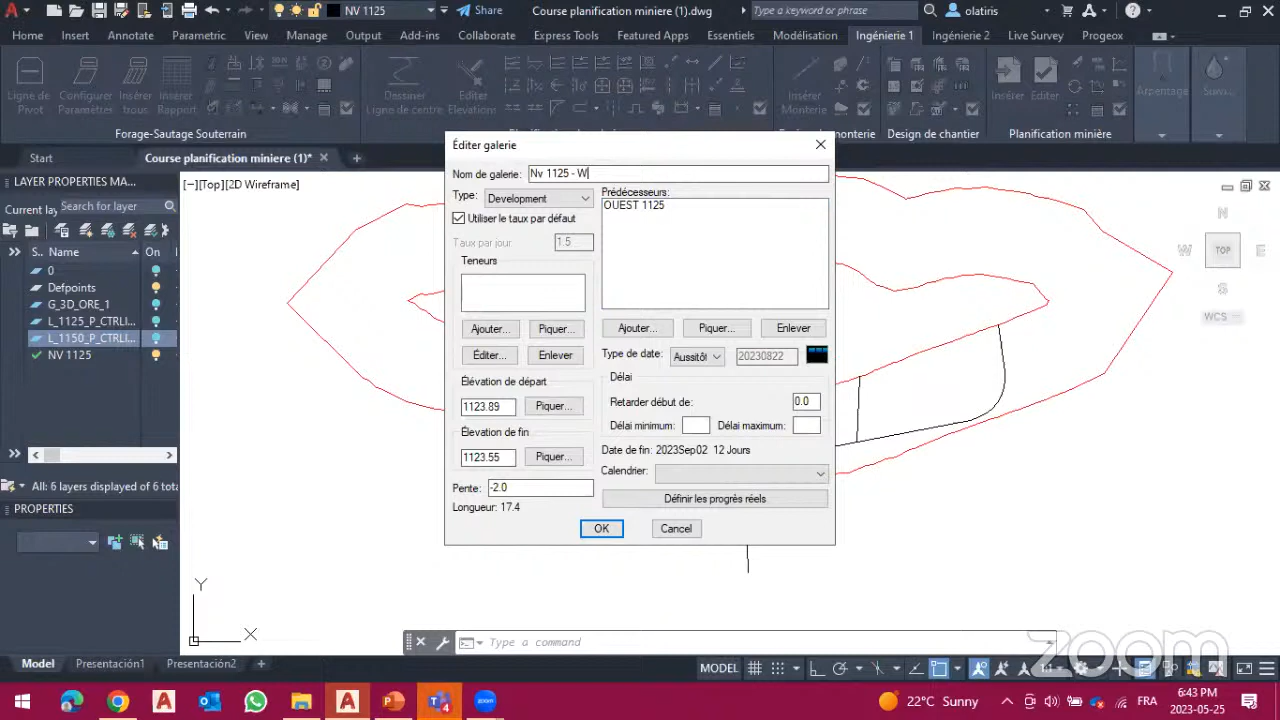 NV 1125
Share
Course planification miniere (1).dwg
Type a keyword or phrase
olatiris
Home
Insert
Annotate
Parametric
View
Manage
Output
Add-ins
Collaborate
Express Tools
Featured Apps
Essentiels
Modélisation
Ingénierie 1
Ingénierie 2
Live Survey
Progeox
Ligne de Pivot
Configurer Paramètres
Insérer trous
Insérer Rapport
Dessiner Ligne de centre
Editer Elevations
Insérer Monterie
Insérer
Editer
Arpentage
Forage-Sautage Souterrain
Design de chantier
Planification minière
Start
Course planification miniere (1)*
LAYER PROPERTIES MA...
Current lay
Search for layer
S..
Name
On
0
Defpoints
G_3D_ORE_1
L_1125_P_CTRLI...
L_1150_P_CTRLI...
NV 1125
All: 6 layers displayed of 6 tota
PROPERTIES
[−][Top][2D Wireframe]
N
W
TOP
E
S
WCS
Éditer galerie
Nom de galerie:
Nv 1125 - W
Type:
Development
Prédécesseurs:
OUEST 1125
Utiliser le taux par défaut
Taux par jour
1.5
Teneurs
Ajouter...
Piquer...
Éditer...
Enlever
Ajouter...
Piquer...
Enlever
Type de date:
Aussitôt
20230822
Élévation de départ
1123.89
Piquer...
Élévation de fin
1123.55
Piquer...
Pente:
-2.0
Longueur: 17.4
Délai
Retarder début de:
0.0
Délai minimum:
Délai maximum:
Date de fin: 2023Sep02 12 Jours
Calendrier:
Définir les progrès réels
OK
Cancel
Y
X
Type a command
zoom
Model
Presentación1
Presentación2
MODEL
1:1
22°C Sunny
FRA
6:43 PM
2023-05-25